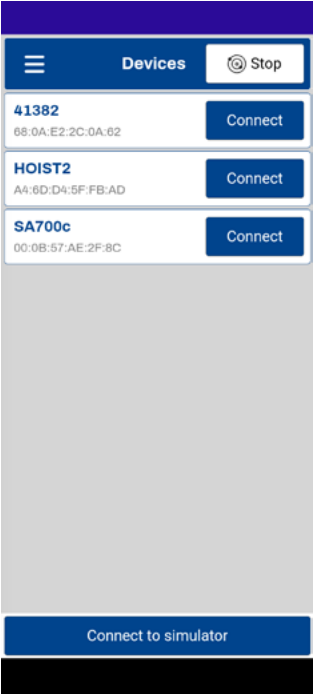 Devices
Stop
41382
68:0A:E2:2C:0A:62
Connect
HOIST2
A4:6D:D4:5F:FB:AD
Connect
SA700c
00:0B:57:AE:2F:8C
Connect
Connect to simulator